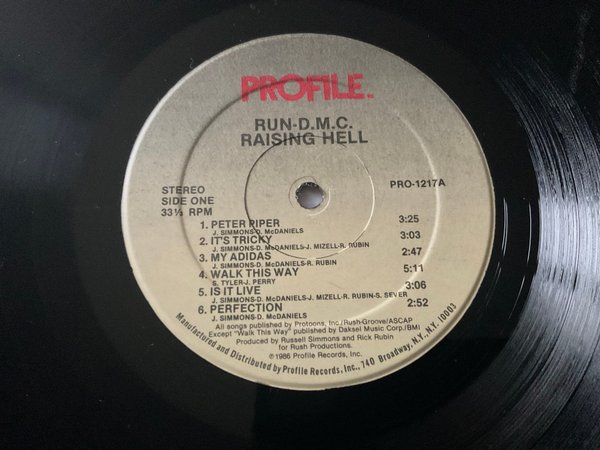 PROFILE™
RUN-D.M.C.
RAISING HELL
STEREO
SIDE ONE
33⅓ RPM
PRO-1217A
1. PETER PIPER 3:25
J. SIMMONS-D. McDANIELS
2. IT'S TRICKY 3:03
J. SIMMONS-D. McDANIELS-J. MIZELL-R. RUBIN
3. MY ADIDAS 2:47
J. SIMMONS-D. McDANIELS-R. RUBIN
4. WALK THIS WAY 5:11
S. TYLER-J. PERRY
5. IS IT LIVE 3:06
J. SIMMONS-D. McDANIELS-J. MIZELL-R. RUBIN-S. SEVER
6. PERFECTION 2:52
J. SIMMONS-D. McDANIELS
All songs published by Protoons, Inc./Rush-Groove/ASCAP
Except "Walk This Way" published by Daksel Music Corp./BMI
Produced by Russell Simmons and Rick Rubin
for Rush Productions.
℗1986 Profile Records, Inc.
Manufactured and Distributed by Profile Records, Inc., 740 Broadway, N.Y., N.Y. 10003